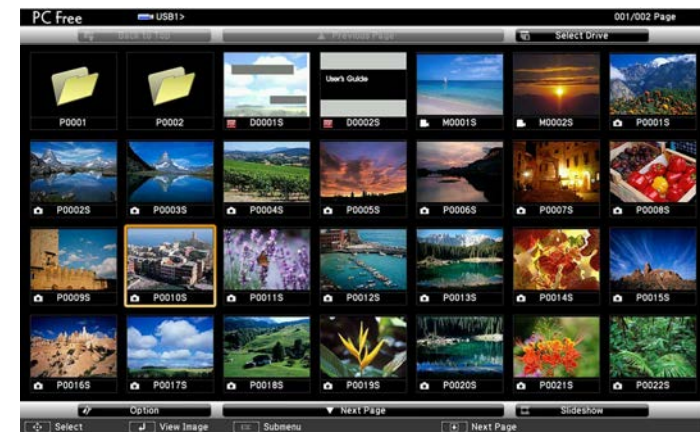 PC Free USB1> 001/002 Page
Back to Top Previous Page Select Drive
User's Guide
P0001 P0002 D0001S D0002S M0001S M0002S P0001S
P0002S P0003S P0004S P0005S P0006S P0007S P0008S
P0009S P0010S P0011S P0012S P0013S P0014S P0015S
P0016S P0017S P0018S P0019S P0020S P0021S P0022S
Option Next Page Slideshow
Select View Image Esc Submenu Next Page